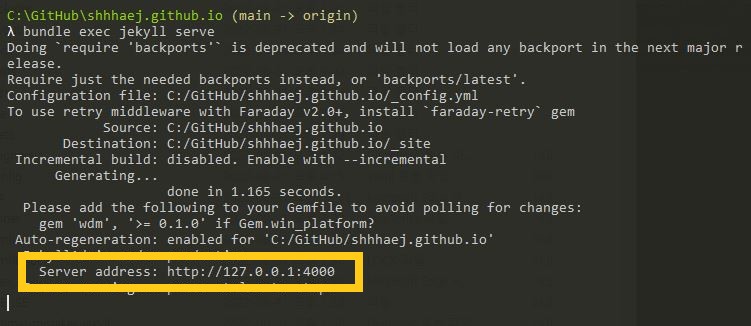 C:\GitHub\shhhaej.github.io (main -> origin)
λ bundle exec jekyll serve
Doing `require 'backports'` is deprecated and will not load any backport in the next major r
elease.
Require just the needed backports instead, or 'backports/latest'.
Configuration file: C:/GitHub/shhhaej.github.io/_config.yml
To use retry middleware with Faraday v2.0+, install `faraday-retry` gem
Source: C:/GitHub/shhhaej.github.io
Destination: C:/GitHub/shhhaej.github.io/_site
Incremental build: disabled. Enable with --incremental
Generating...
done in 1.165 seconds.
Please add the following to your Gemfile to avoid polling for changes:
gem 'wdm', '>= 0.1.0' if Gem.win_platform?
Auto-regeneration: enabled for 'C:/GitHub/shhhaej.github.io'
Server address: http://127.0.0.1:4000